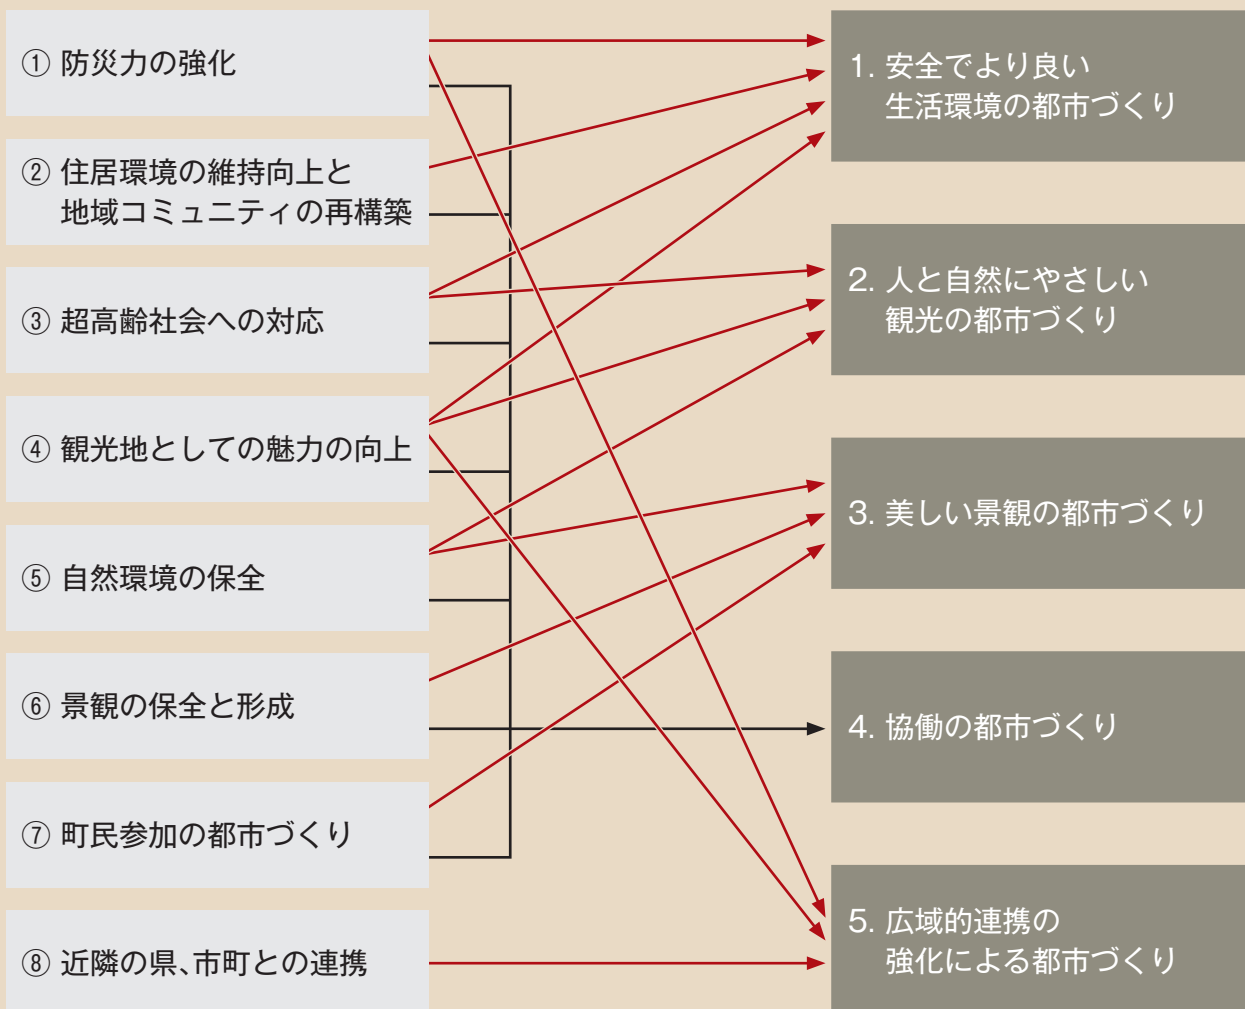 ① 防災力の強化
② 住居環境の維持向上と
地域コミュニティの再構築
③ 超高齢社会への対応
④ 観光地としての魅力の向上
⑤ 自然環境の保全
⑥ 景観の保全と形成
⑦ 町民参加の都市づくり
⑧ 近隣の県、市町との連携
1. 安全でより良い
生活環境の都市づくり
2. 人と自然にやさしい
観光の都市づくり
3. 美しい景観の都市づくり
4. 協働の都市づくり
5. 広域的連携の
強化による都市づくり